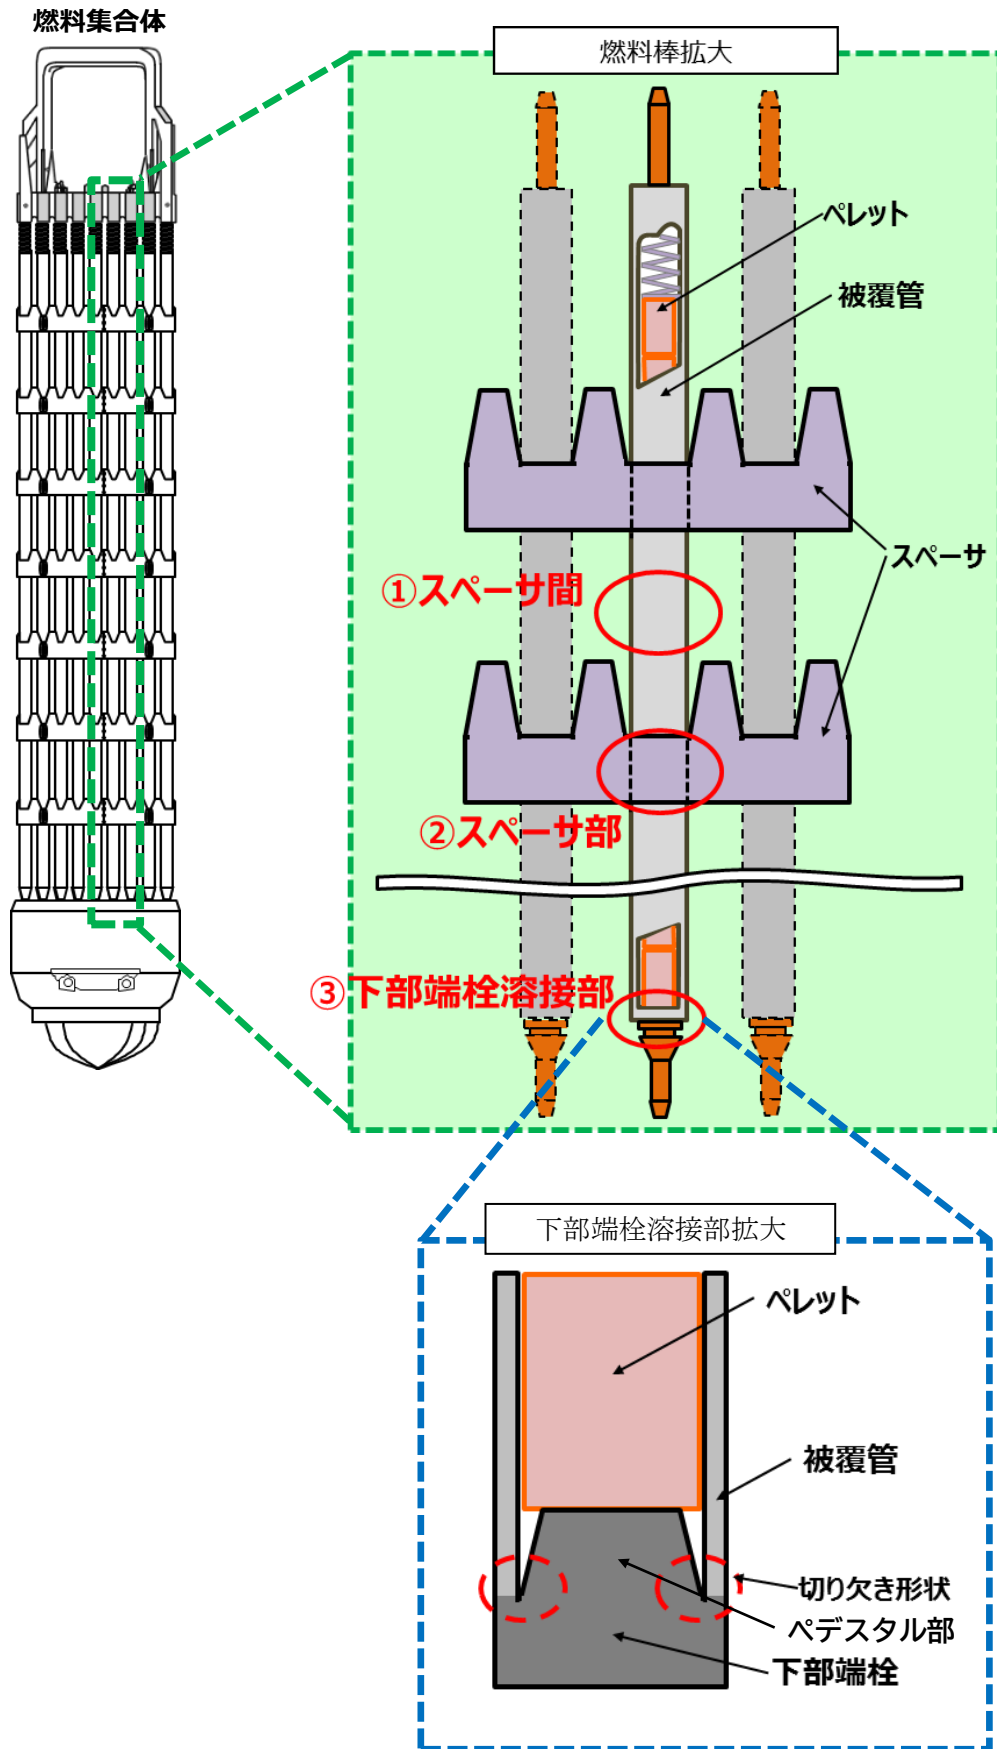 燃料集合体
燃料棒拡大
ペレット
被覆管
スペーサ
①スペーサ間
②スペーサ部
③下部端栓溶接部
下部端栓溶接部拡大
ペレット
被覆管
切り欠き形状
ペデスタル部
下部端栓